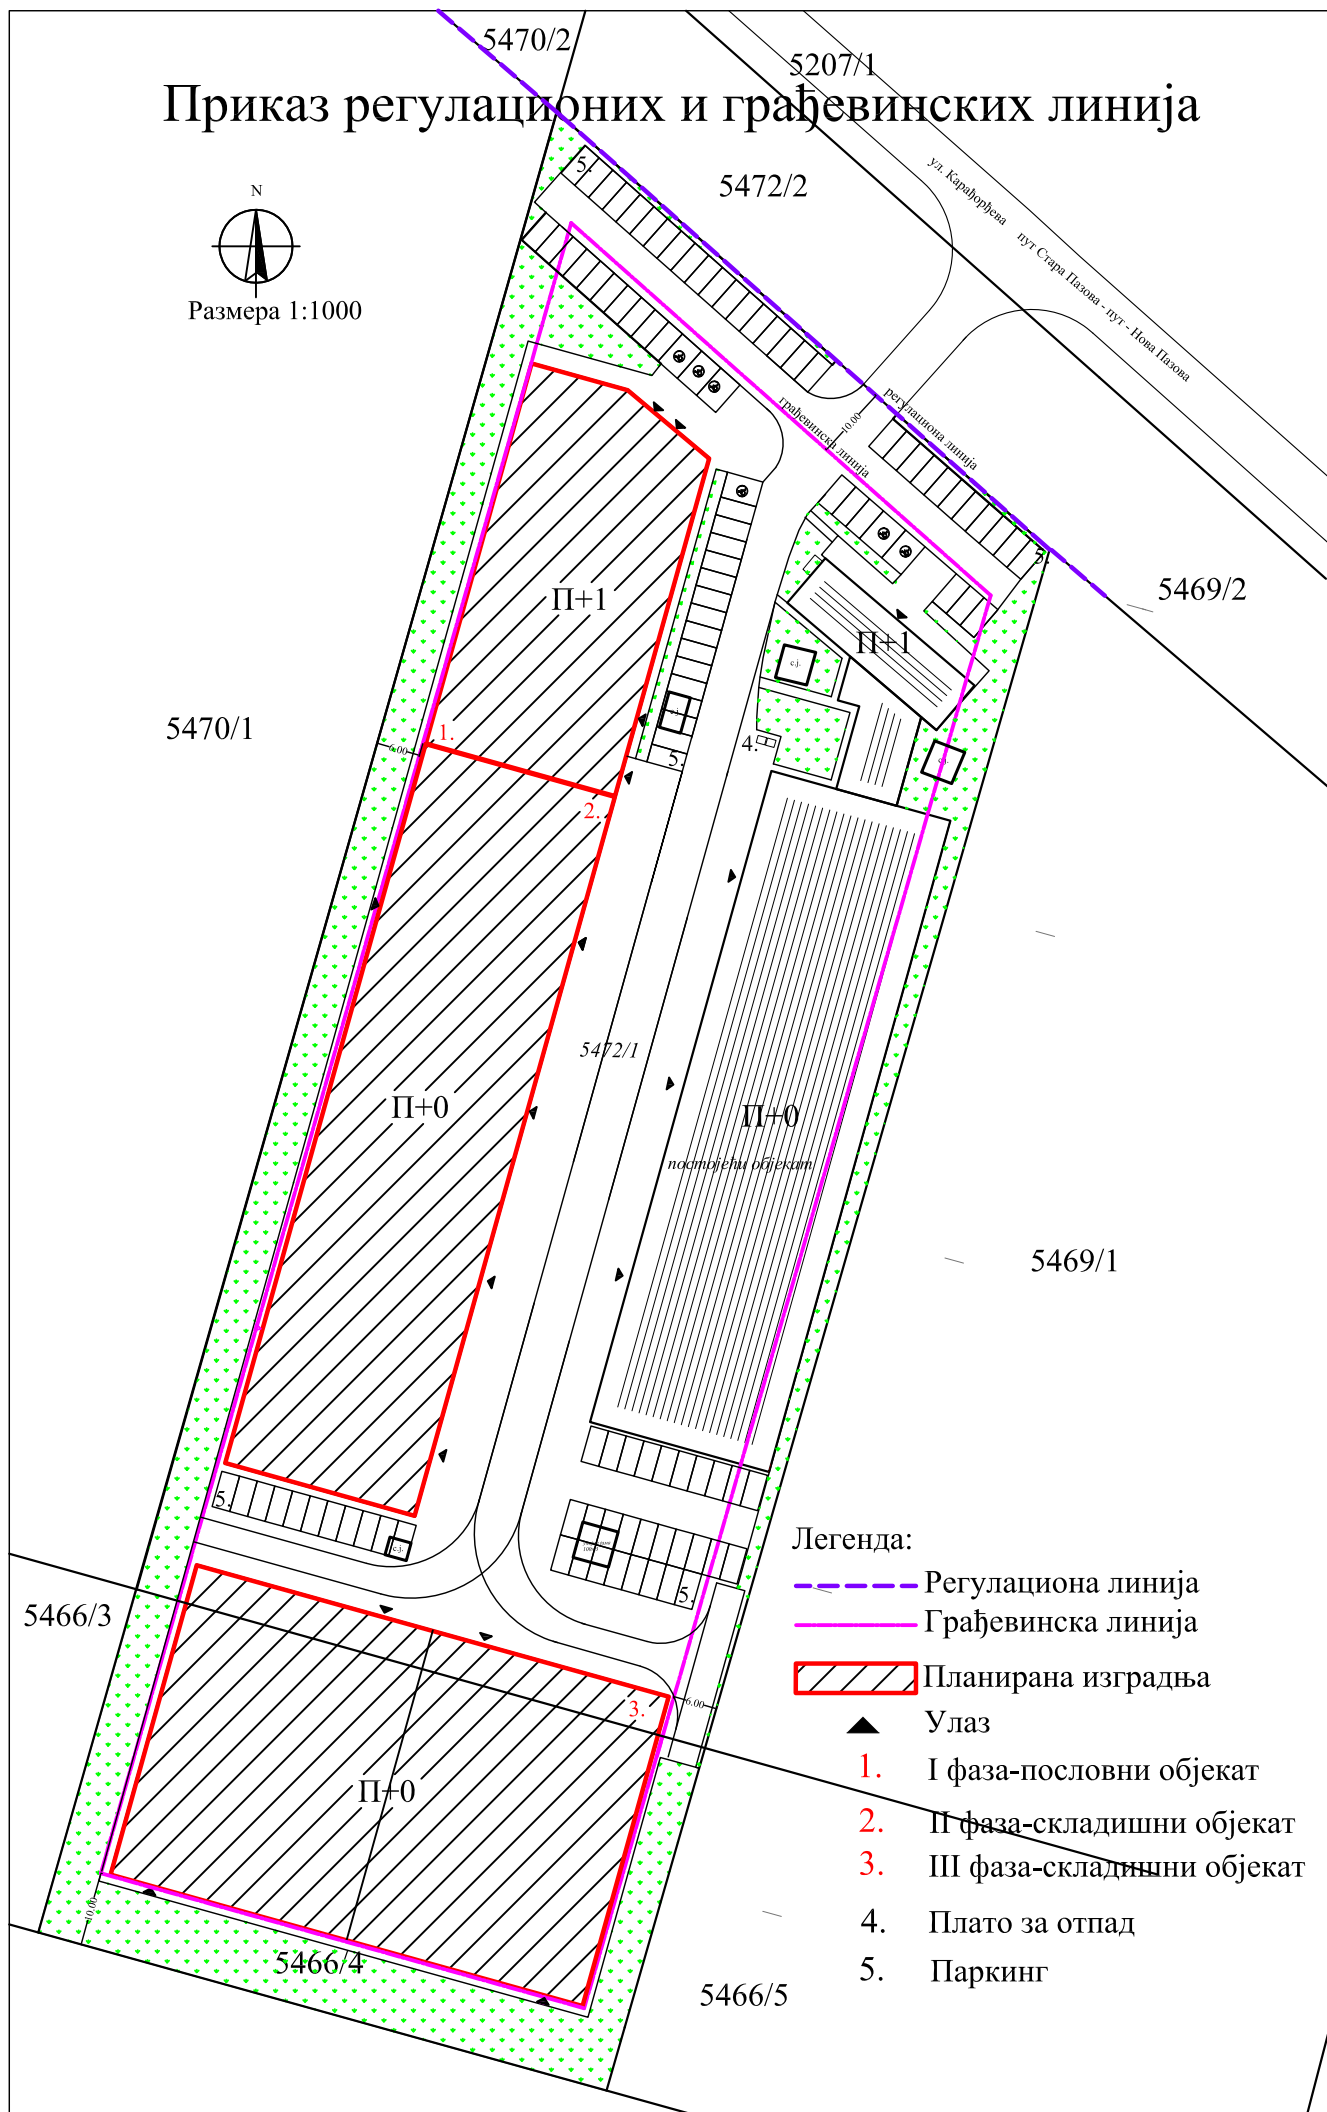 5470/2
5207/1
Приказ регулационих и грађевинских линија
5472/2
ул. Карађорђева
пут Стара Пазова - пут - Нова Пазова
N
Размера 1:1000
5.
грађевинска линија
10.00
регулациона линија
5.
5469/2
П+1
П+1
с.ј.
5470/1
6.00
1.
2.
5.
4.
5472/1
П+0
П+0
постојећи објекат
5469/1
5.
с.ј.
5.
5466/3
3.
6.00
П+0
10.00
5466/4
5466/5
Легенда:
Регулациона линија
Грађевинска линија
Планирана изградња
Улаз
1. I фаза-пословни објекат
2. II фаза-складишни објекат
3. III фаза-складишни објекат
4. Плато за отпад
5. Паркинг